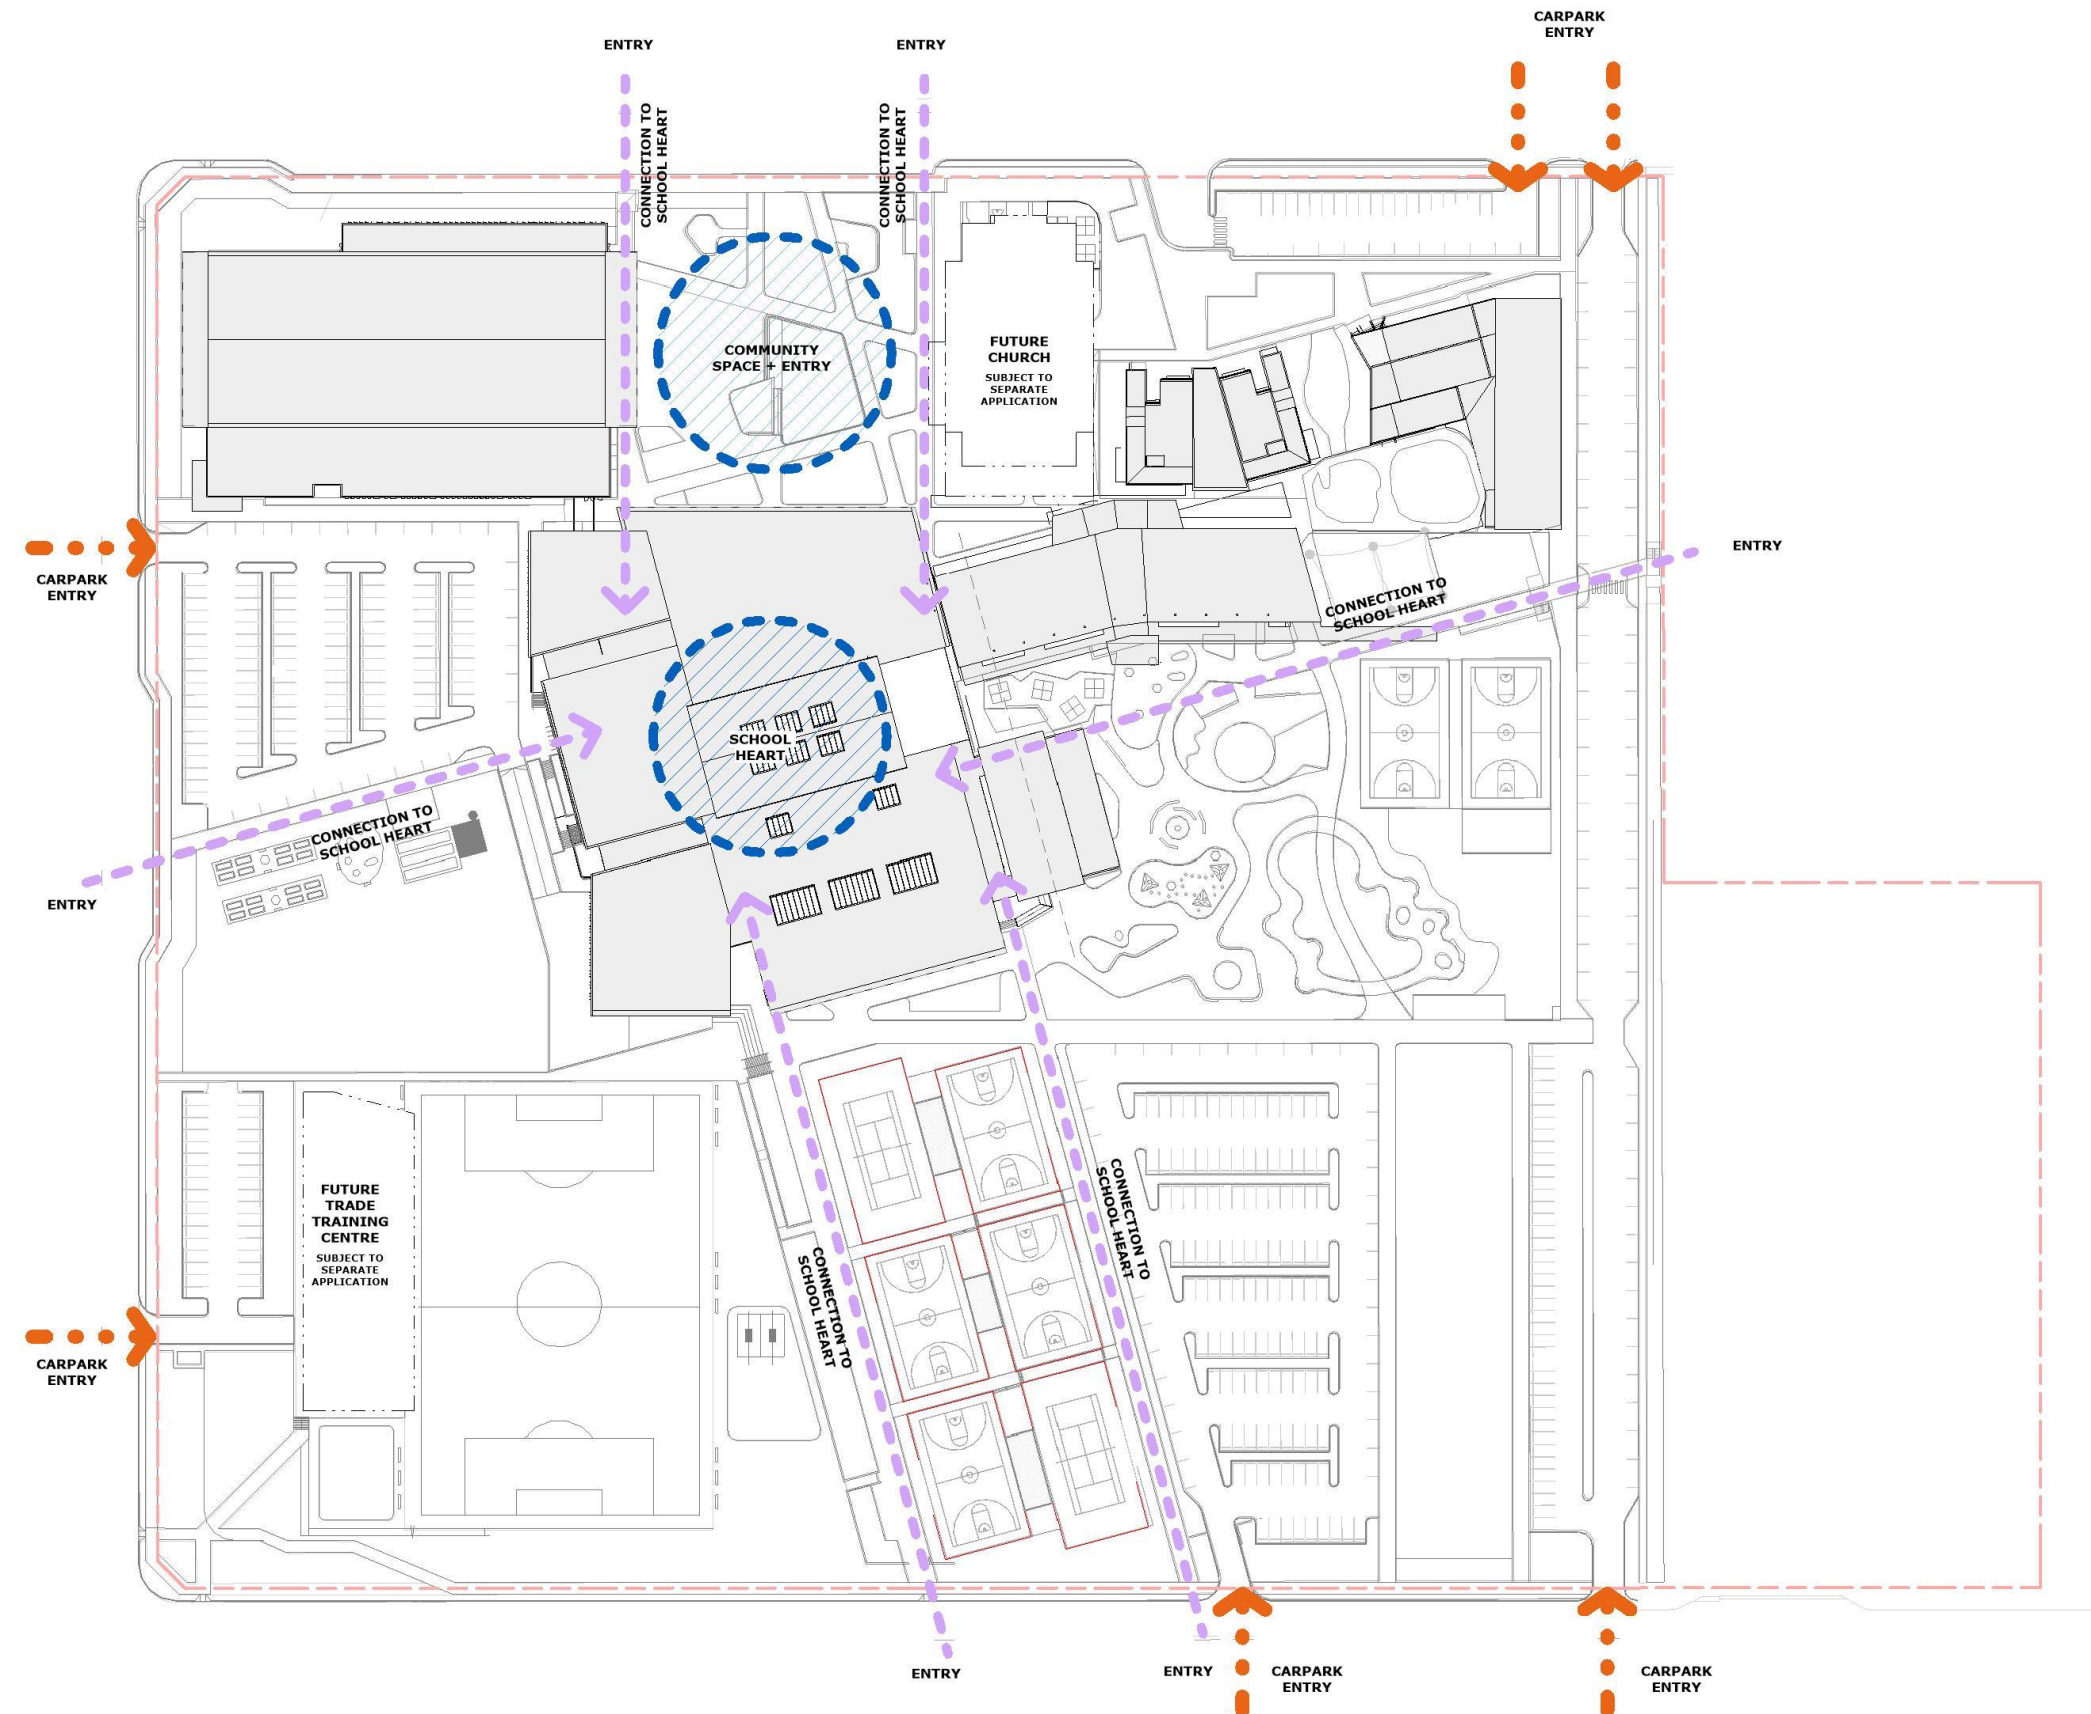 CARPARK
ENTRY
ENTRY
ENTRY
CONNECTION TO
SCHOOL HEART
CONNECTION TO
SCHOOL HEART
COMMUNITY
SPACE + ENTRY
FUTURE
CHURCH
SUBJECT TO
SEPARATE
APPLICATION
ENTRY
CARPARK
ENTRY
CONNECTION TO
SCHOOL HEART
SCHOOL
HEART
CONNECTION TO
SCHOOL HEART
ENTRY
FUTURE
TRADE
TRAINING
CENTRE
SUBJECT TO
SEPARATE
APPLICATION
CONNECTION TO
SCHOOL HEART
CONNECTION TO
SCHOOL HEART
CARPARK
ENTRY
ENTRY
ENTRY
CARPARK
ENTRY
CARPARK
ENTRY